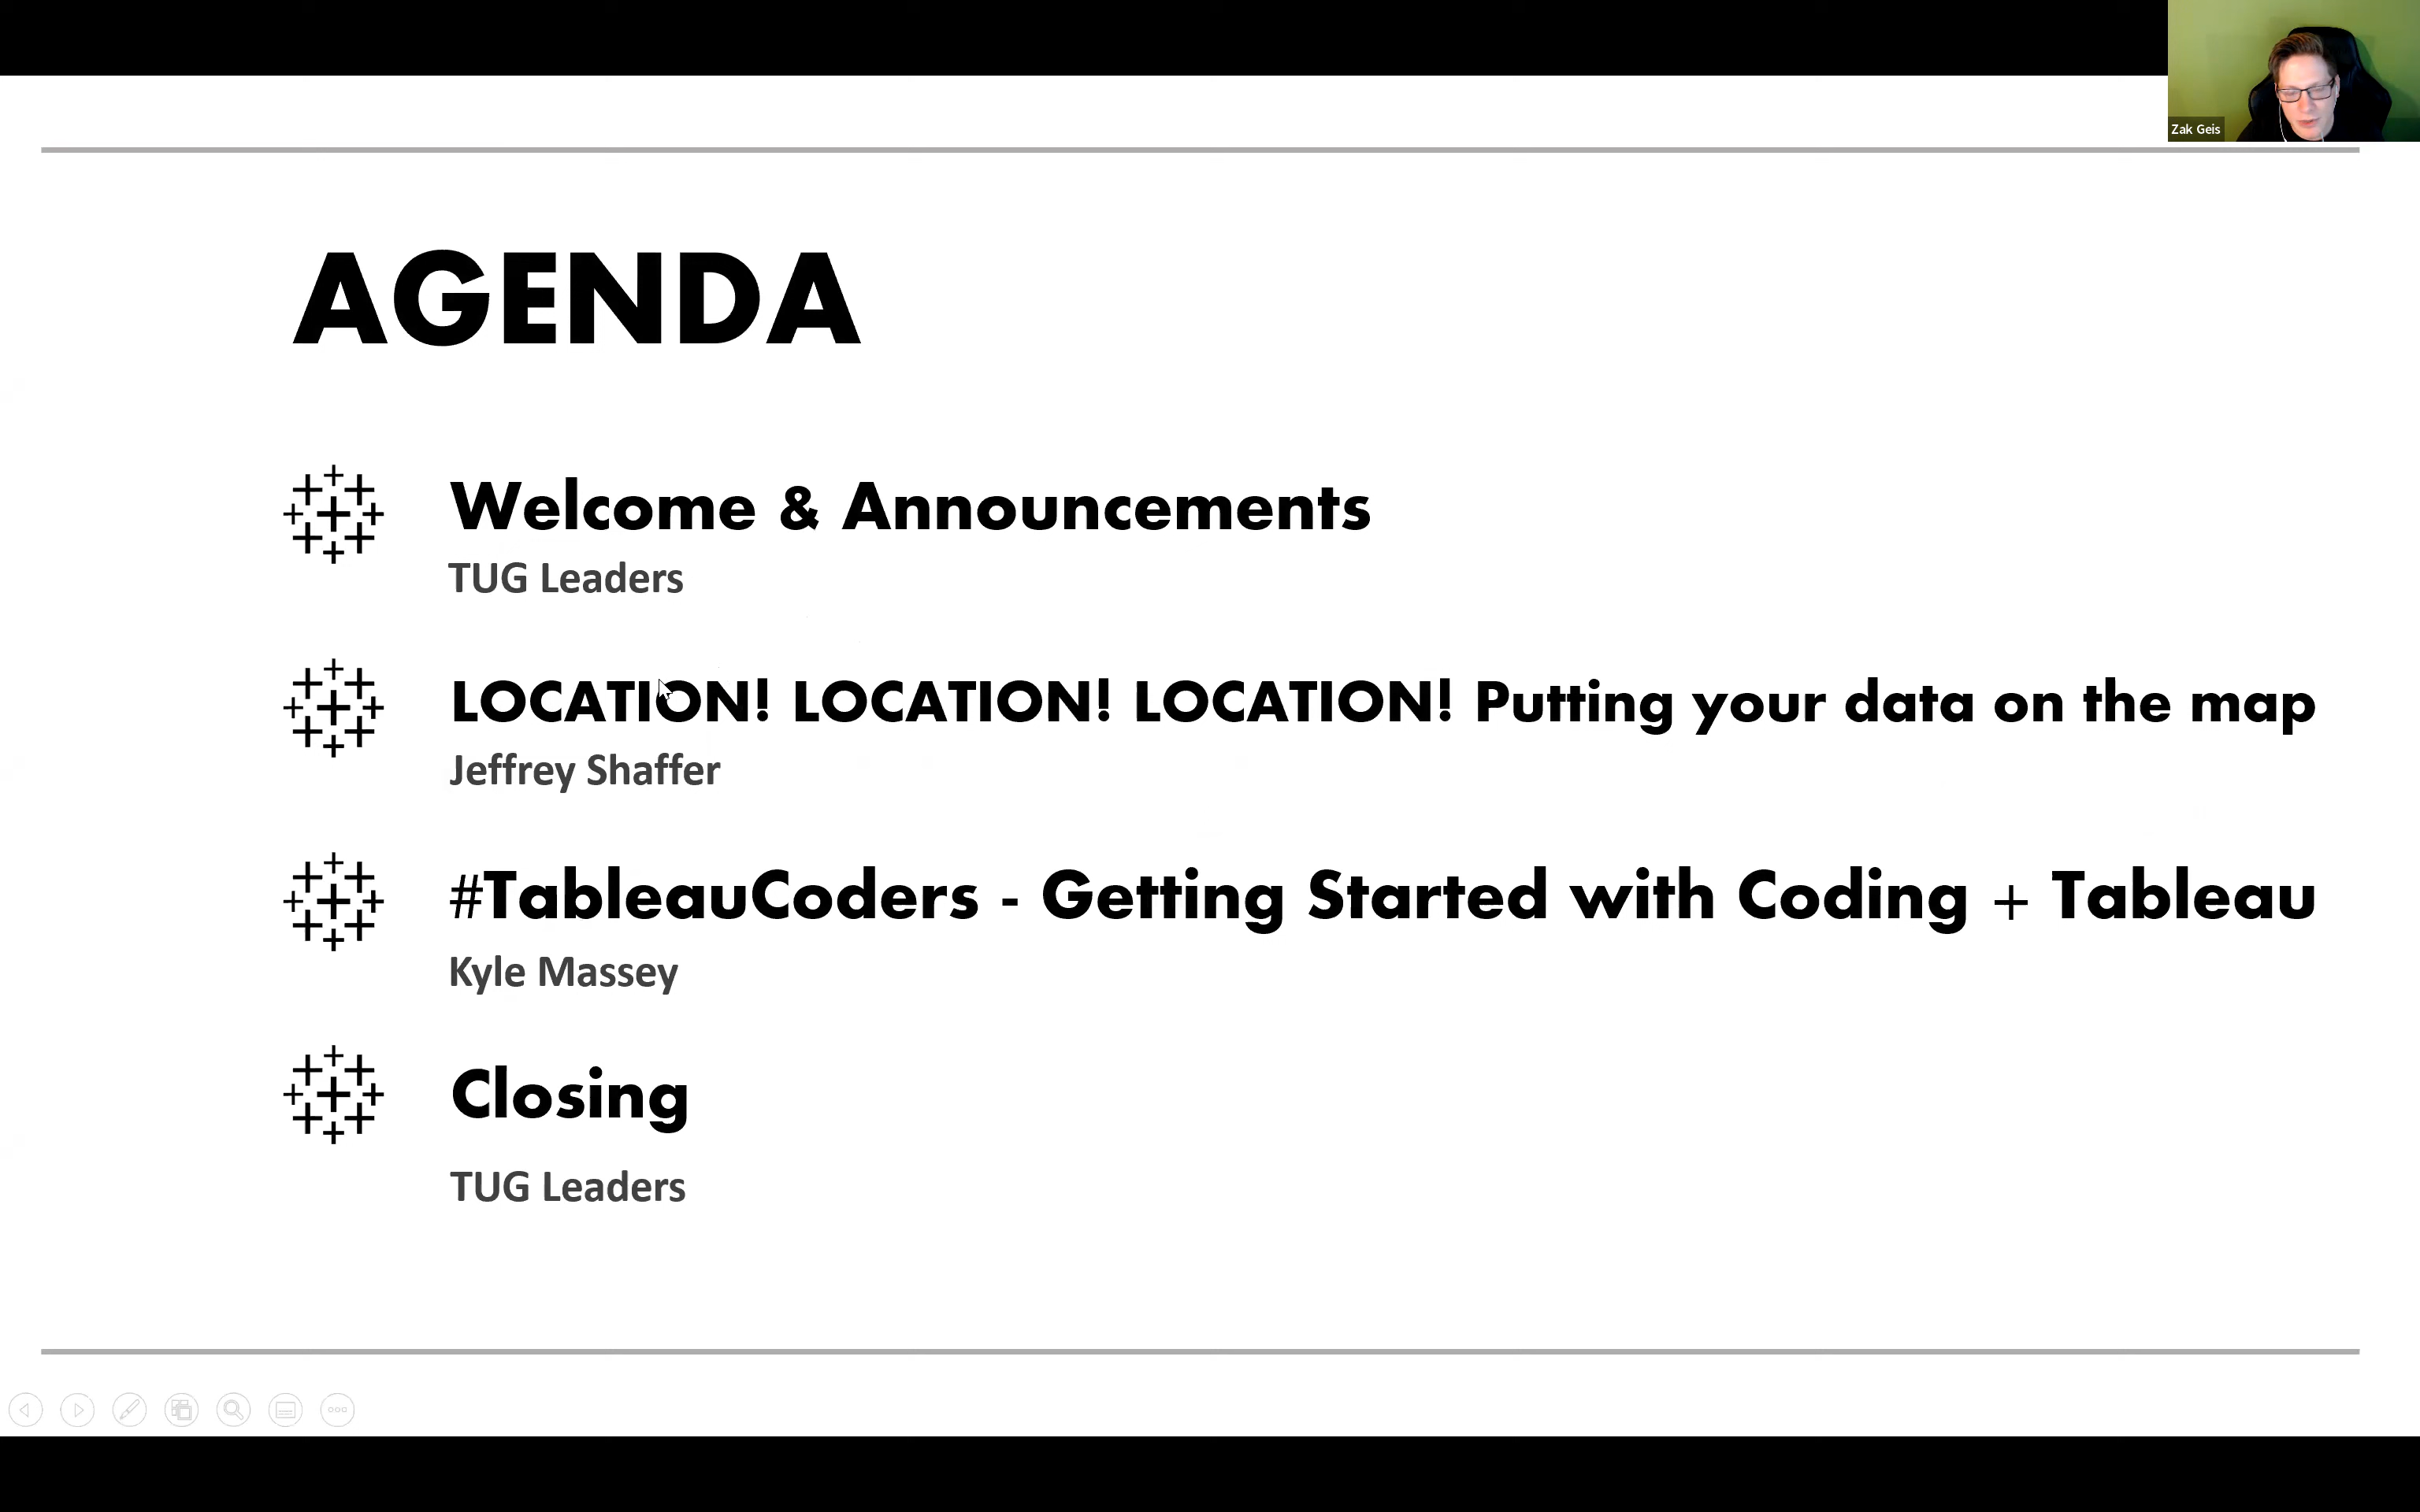 Zak Geis
AGENDA
Welcome & Announcements
TUG Leaders
LOCATION! LOCATION! LOCATION! Putting your data on the map
Jeffrey Shaffer
#TableauCoders - Getting Started with Coding + Tableau
Kyle Massey
Closing
TUG Leaders